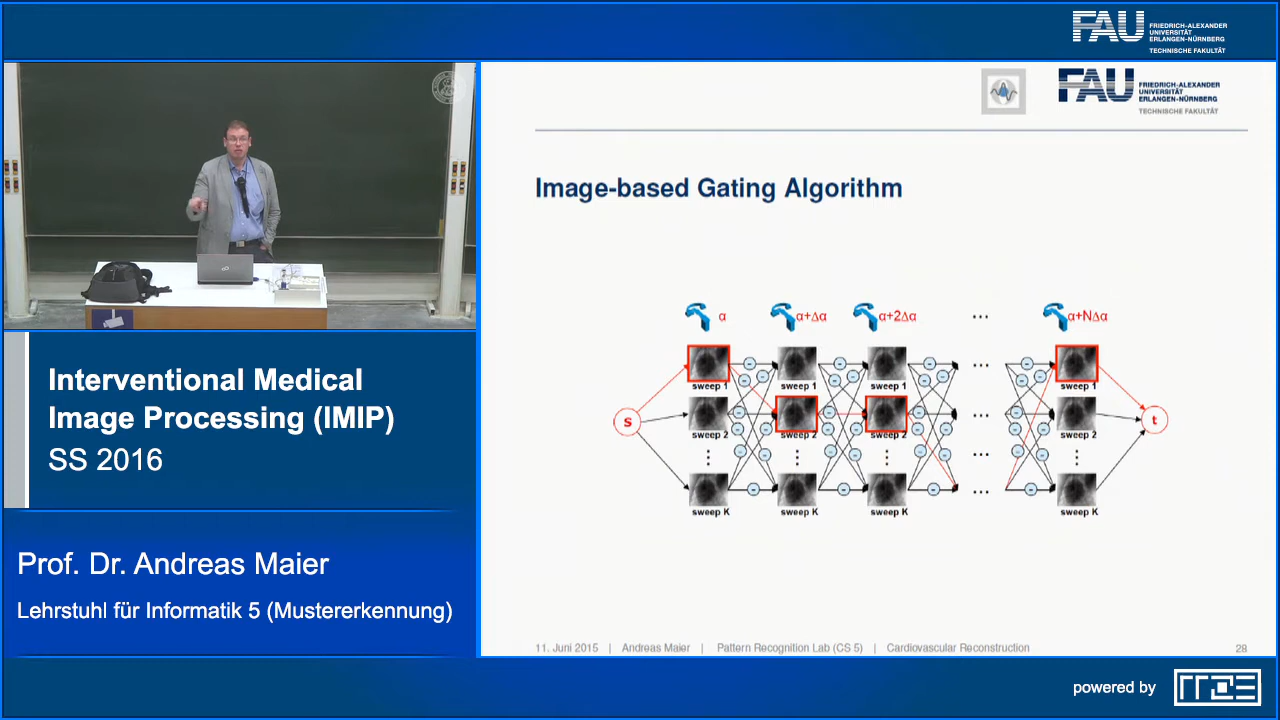 FAU FRIEDRICH-ALEXANDER
UNIVERSITÄT
ERLANGEN-NÜRNBERG
TECHNISCHE FAKULTÄT
FAU FRIEDRICH-ALEXANDER
UNIVERSITÄT
ERLANGEN-NÜRNBERG
TECHNISCHE FAKULTÄT
Image-based Gating Algorithm
α α+Δα α+2Δα ... α+NΔα
sweep 1 sweep 1 sweep 1 ... sweep 1
s sweep 2 sweep 2 sweep 2 ... sweep 2 t
sweep K sweep K sweep K ... sweep K
11. Juni 2015 | Andreas Maier | Pattern Recognition Lab (CS 5) | Cardiovascular Reconstruction 28
Interventional Medical
Image Processing (IMIP)
SS 2016
Prof. Dr. Andreas Maier
Lehrstuhl für Informatik 5 (Mustererkennung)
powered by RRZE